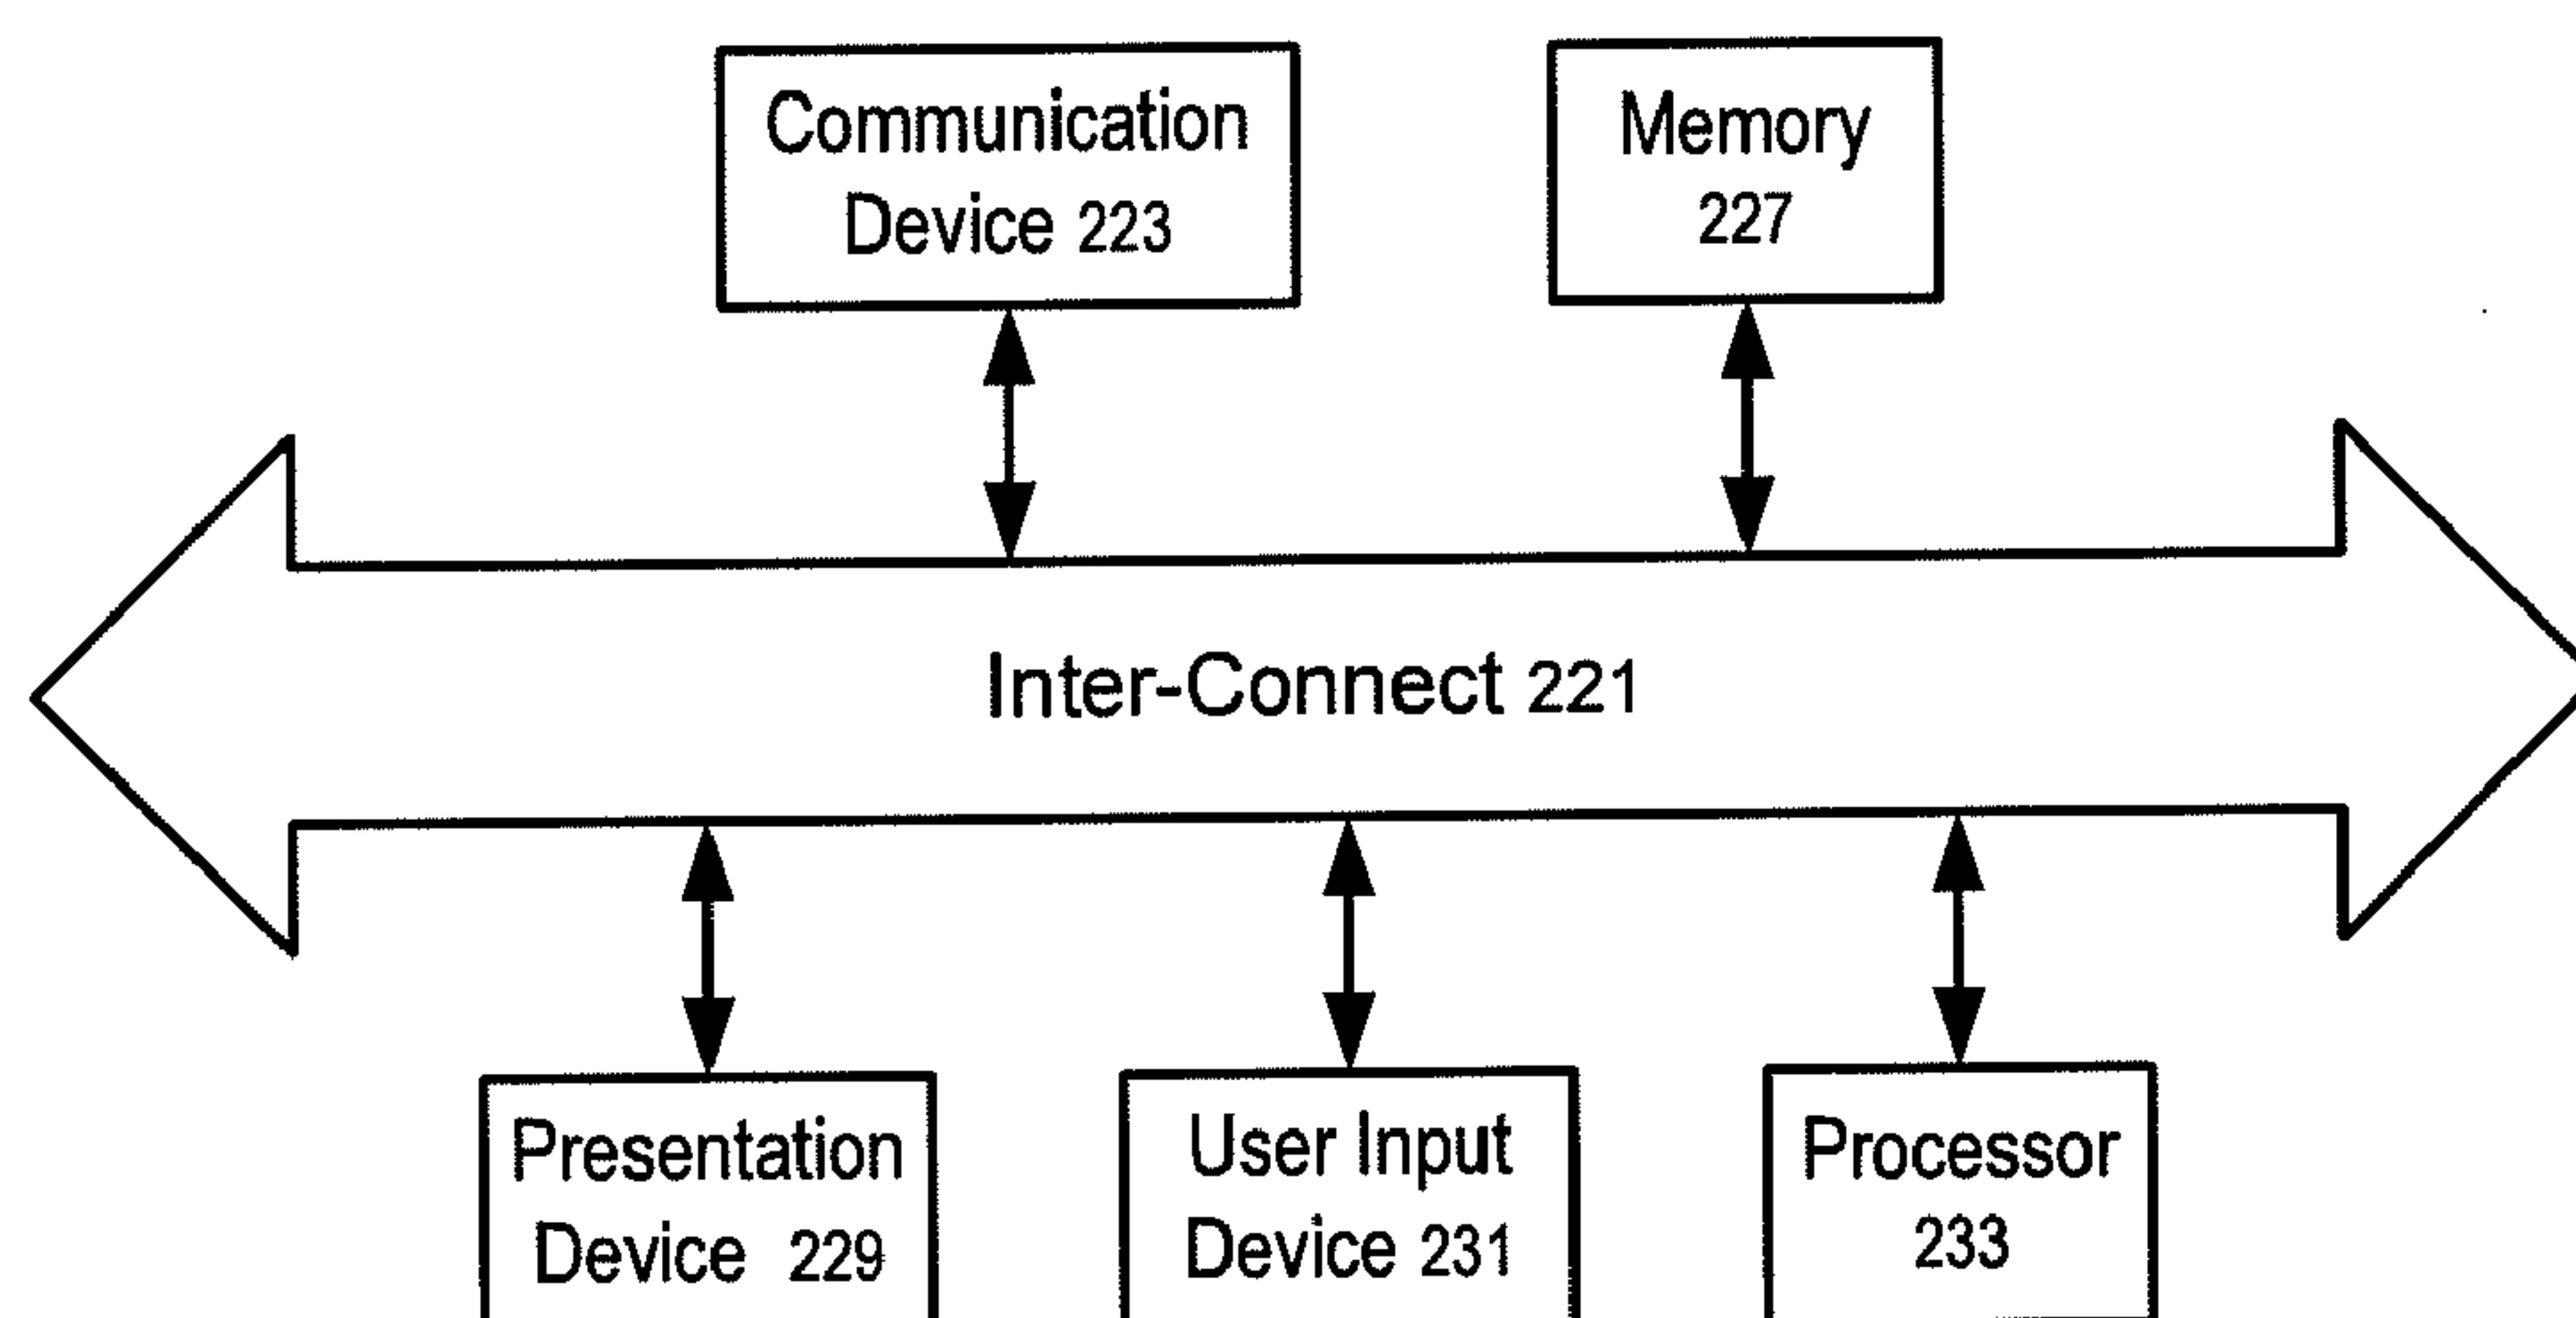 Communication
Device 223
Memory
227
Inter-Connect 221
Presentation
Device 229
User Input
Device 231
Processor
233